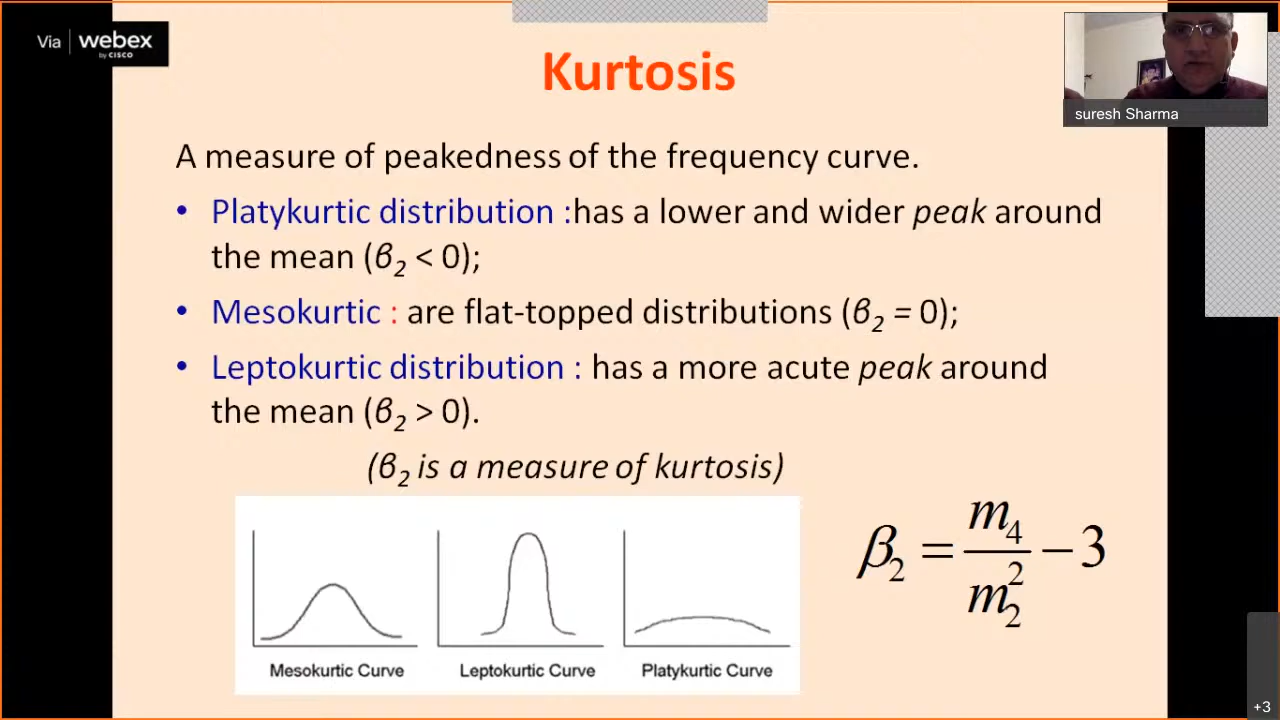 Via webex
by CISCO
Kurtosis
suresh Sharma
A measure of peakedness of the frequency curve.
• Platykurtic distribution :has a lower and wider peak around
the mean (β₂ < 0);
• Mesokurtic : are flat-topped distributions (β₂ = 0);
• Leptokurtic distribution : has a more acute peak around
the mean (β₂ > 0).
(β₂ is a measure of kurtosis)
β₂ = m₄/m₂² − 3
Mesokurtic Curve
Leptokurtic Curve
Platykurtic Curve
+3